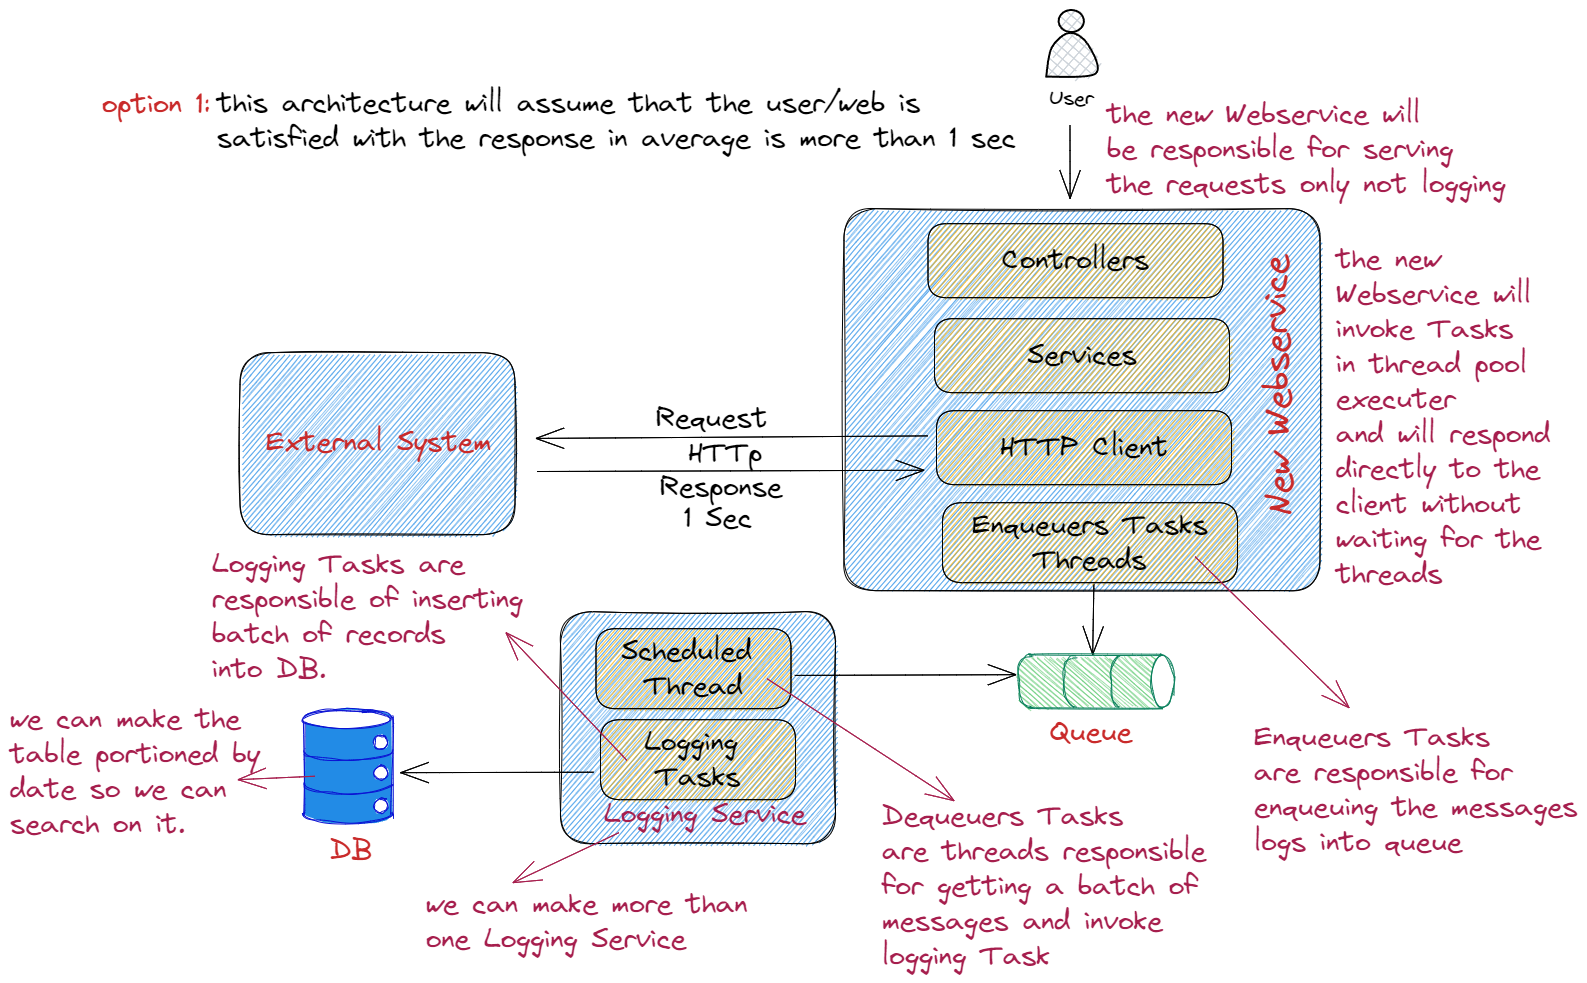 User
option 1: this architecture will assume that the user/web is
satisfied with the response in average is more than 1 sec
the new Webservice will
be responsible for serving
the requests only not logging
Controllers
Services
HTTP Client
Enqueuers Tasks
Threads
New Webservice
the new
Webservice will
invoke Tasks
in thread pool
executer
and will respond
directly to the
client without
waiting for the
threads
External System
Request
HTTp
Response
1 Sec
Logging Tasks are
responsible of inserting
batch of records
into DB.
Scheduled
Thread
Logging
Tasks
Logging Service
Queue
we can make the
table portioned by
date so we can
search on it.
DB
Enqueuers Tasks
are responsible for
enqueuing the messages
logs into queue
Dequeuers Tasks
are threads responsible
for getting a batch of
messages and invoke
logging Task
we can make more than
one Logging Service